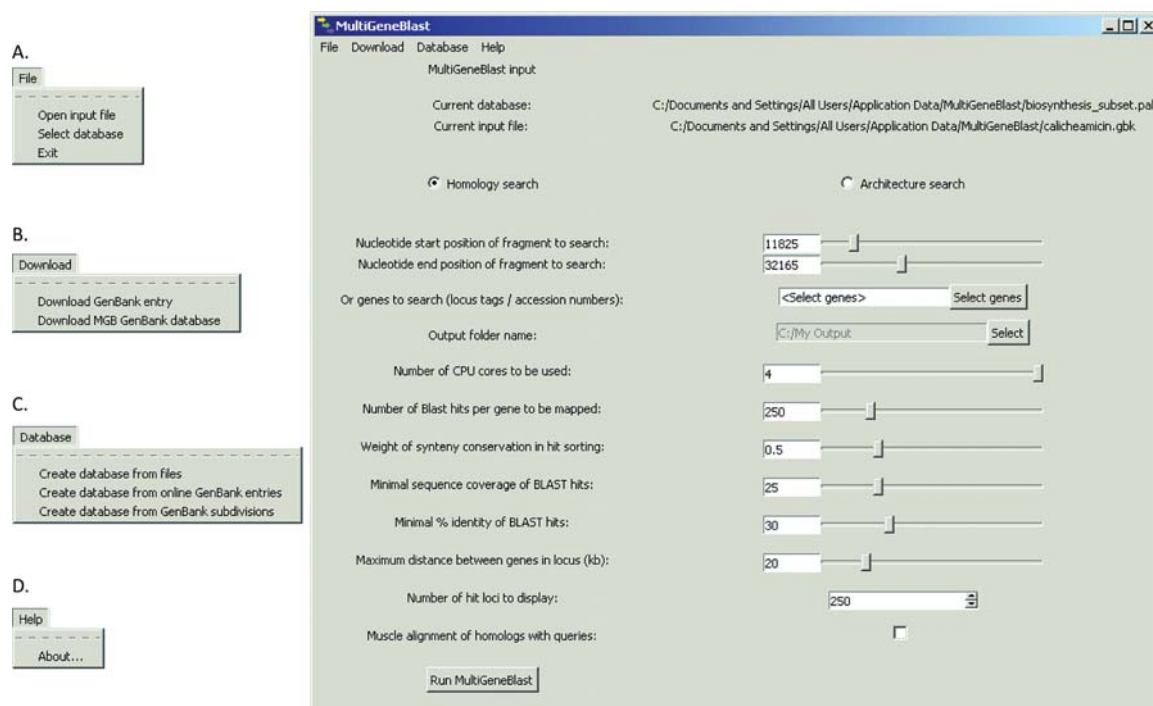 A.
File
Open input file
Select database
Exit
B.
Download
Download GenBank entry
Download MGB GenBank database
C.
Database
Create database from files
Create database from online GenBank entries
Create database from GenBank subdivisions
D.
Help
About...
MultiGeneBlast
File Download Database Help
MultiGeneBlast input
Current database: C:/Documents and Settings/All Users/Application Data/MultiGeneBlast/biosynthesis_subset.pal
Current input file: C:/Documents and Settings/All Users/Application Data/MultiGeneBlast/calicheamicin.gbk
Homology search Architecture search
Nucleotide start position of fragment to search: 11825
Nucleotide end position of fragment to search: 32165
Or genes to search (locus tags / accession numbers): <Select genes> Select genes
Output folder name: C:/My Output Select
Number of CPU cores to be used: 4
Number of Blast hits per gene to be mapped: 250
Weight of synteny conservation in hit sorting: 0.5
Minimal sequence coverage of BLAST hits: 25
Minimal % identity of BLAST hits: 30
Maximum distance between genes in locus (kb): 20
Number of hit loci to display: 250
Muscle alignment of homologs with queries:
Run MultiGeneBlast